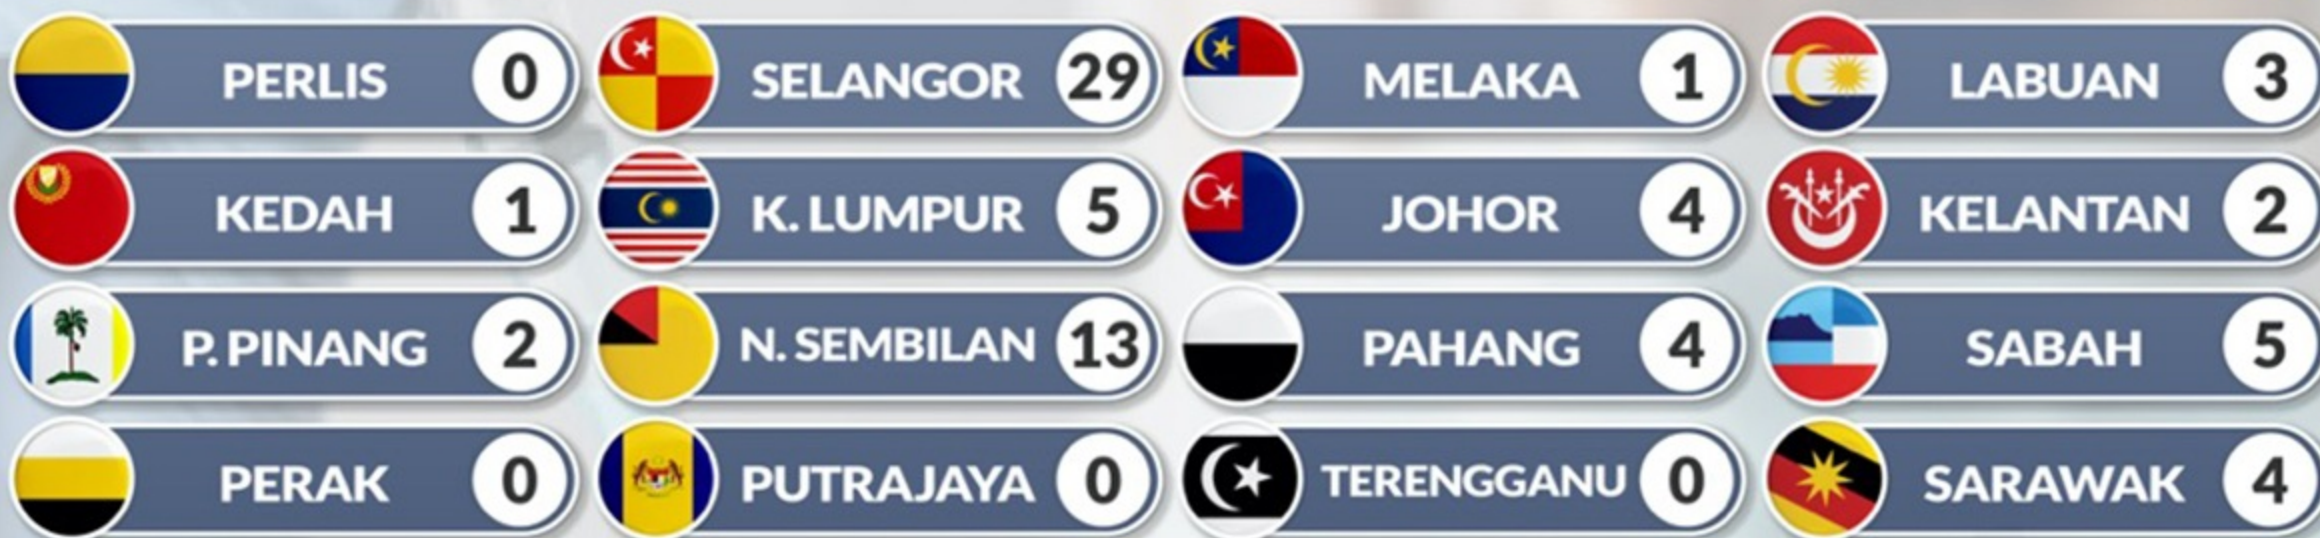 PERLIS 0
SELANGOR 29
MELAKA 1
LABUAN 3
KEDAH 1
K. LUMPUR 5
JOHOR 4
KELANTAN 2
P. PINANG 2
N. SEMBILAN 13
PAHANG 4
SABAH 5
PERAK 0
PUTRAJAYA 0
TERENGGANU 0
SARAWAK 4